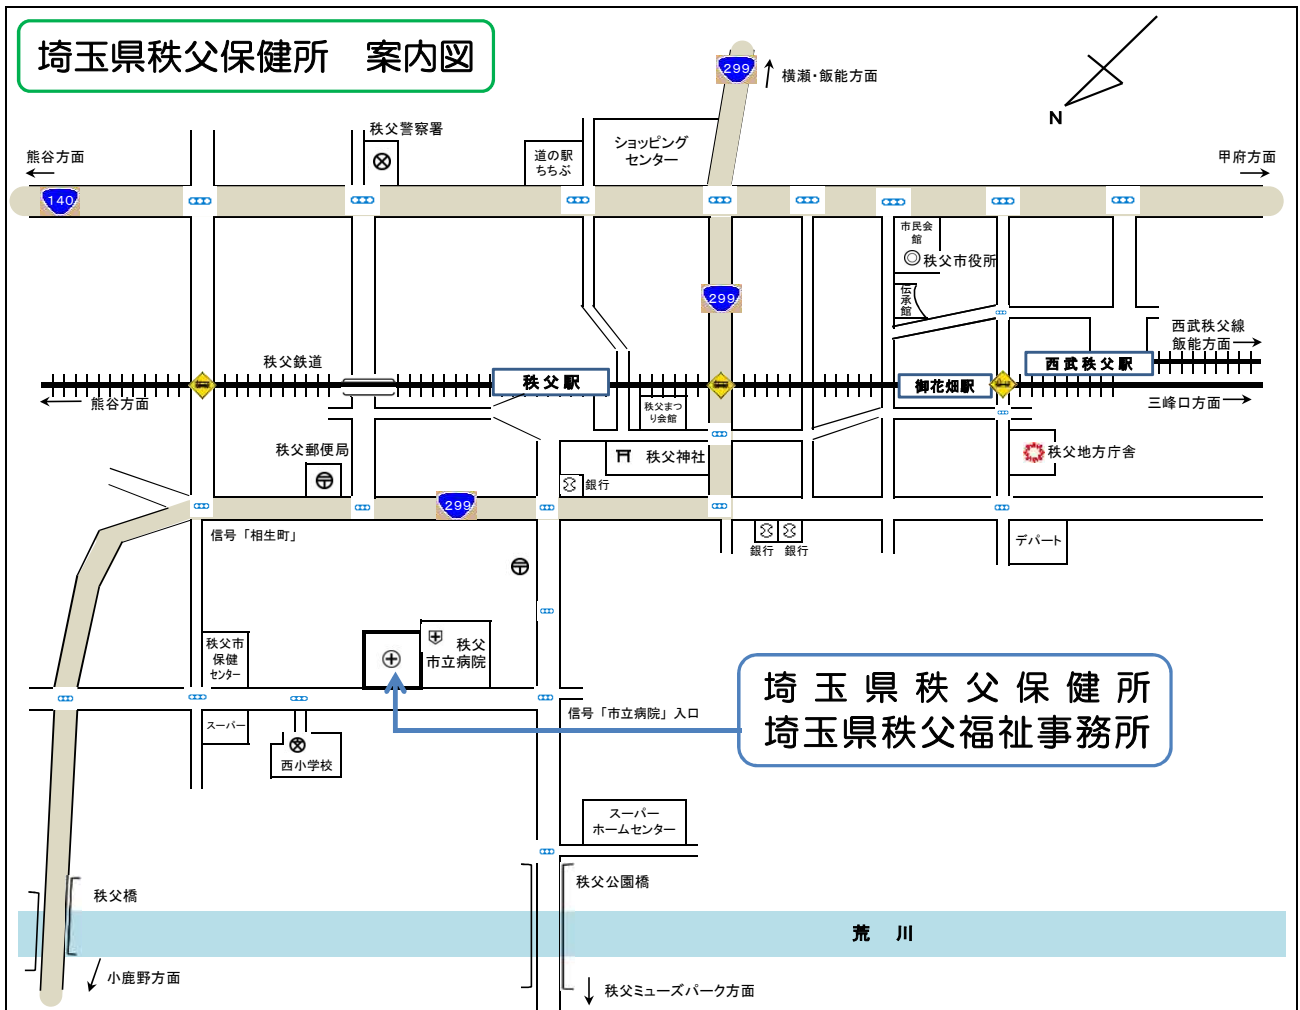 埼玉県秩父保健所　案内図
299
横瀬・飯能方面
N
秩父警察署
熊谷方面
道の駅
ちちぶ
ショッピング
センター
甲府方面
140
市民会
館
秩父市役所
伝承館
299
西武秩父線
飯能方面
秩父鉄道
秩父駅
西武秩父駅
御花畑駅
熊谷方面
三峰口方面
秩父まつ
り会館
秩父郵便局
秩父神社
秩父地方庁舎
銀行
299
信号「相生町」
銀行
銀行
デパート
秩父市
保健
センター
秩父
市立病院
埼玉県秩父保健所
埼玉県秩父福祉事務所
信号「市立病院」入口
スーパー
西小学校
スーパー
ホームセンター
秩父橋
秩父公園橋
荒川
小鹿野方面
秩父ミューズパーク方面